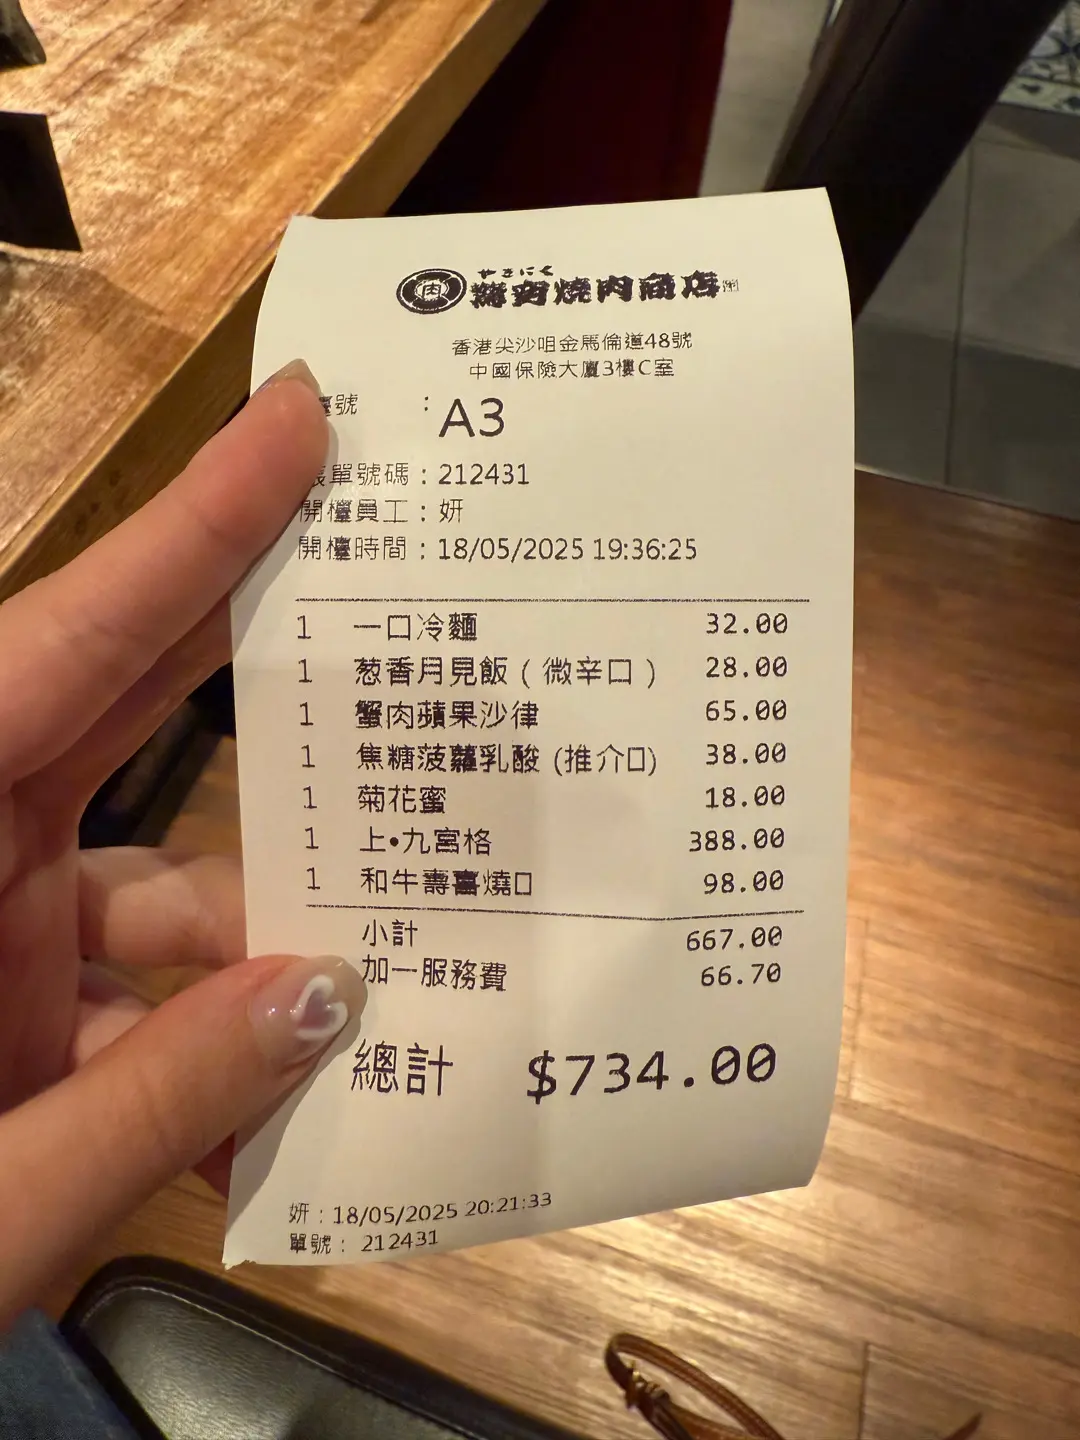 肉
やきにく
燒肉商店
香港尖沙咀金馬倫道48號
中國保險大廈3樓C室
號 : A3
單號碼 : 212431
開檯員工 : 妍
開檯時間 : 18/05/2025 19:36:25
1 一口冷麵 32.00
1 葱香月見飯 ( 微辛口 ) 28.00
1 蟹肉蘋果沙律 65.00
1 焦糖菠蘿乳酸 (推介口) 38.00
1 菊花蜜 18.00
1 上•九宮格 388.00
1 和牛壽喜燒口 98.00
小計 667.00
加一服務費 66.70
總計 $734.00
妍 : 18/05/2025 20:21:33
單號 : 212431